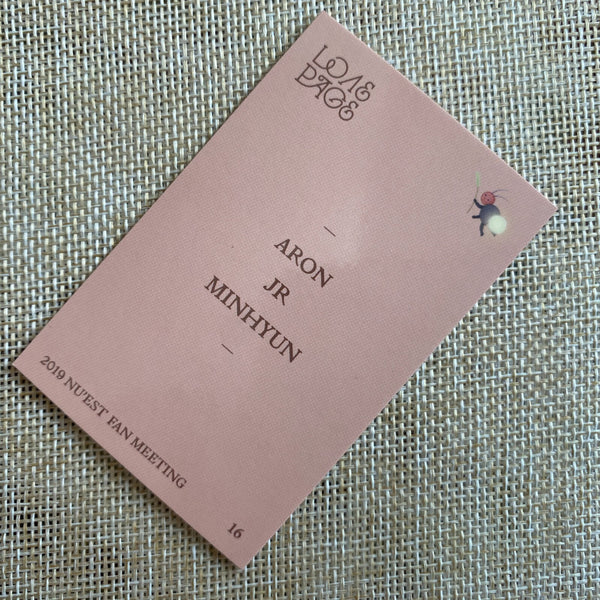 LOVE
PAGE
ARON
JR
MINHYUN
2019 NU'EST FAN MEETING
16